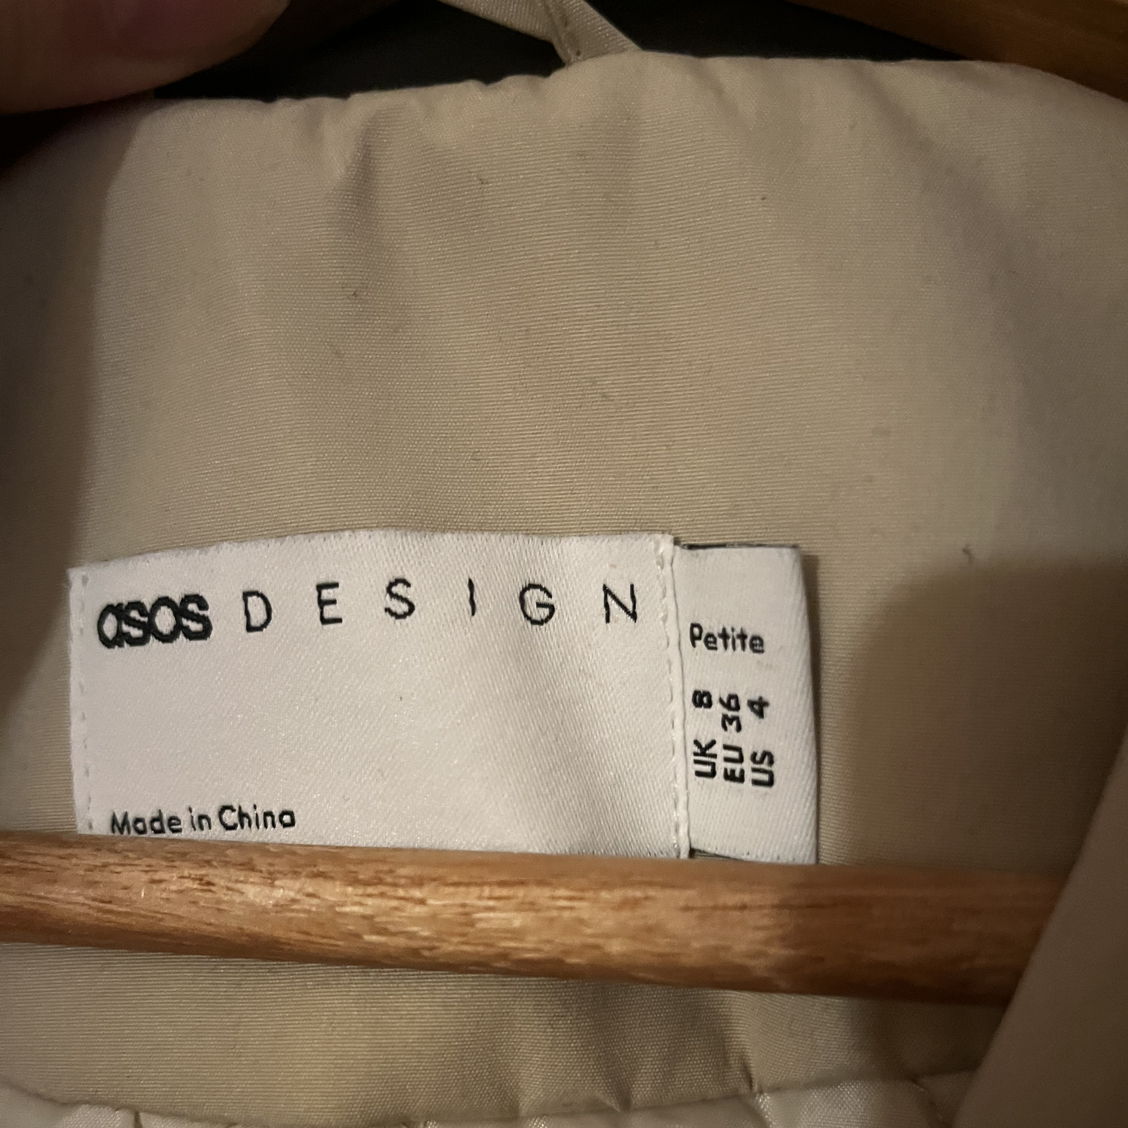 asos DESIGN
Made in China
Petite
UK 8
EU 36
US 4